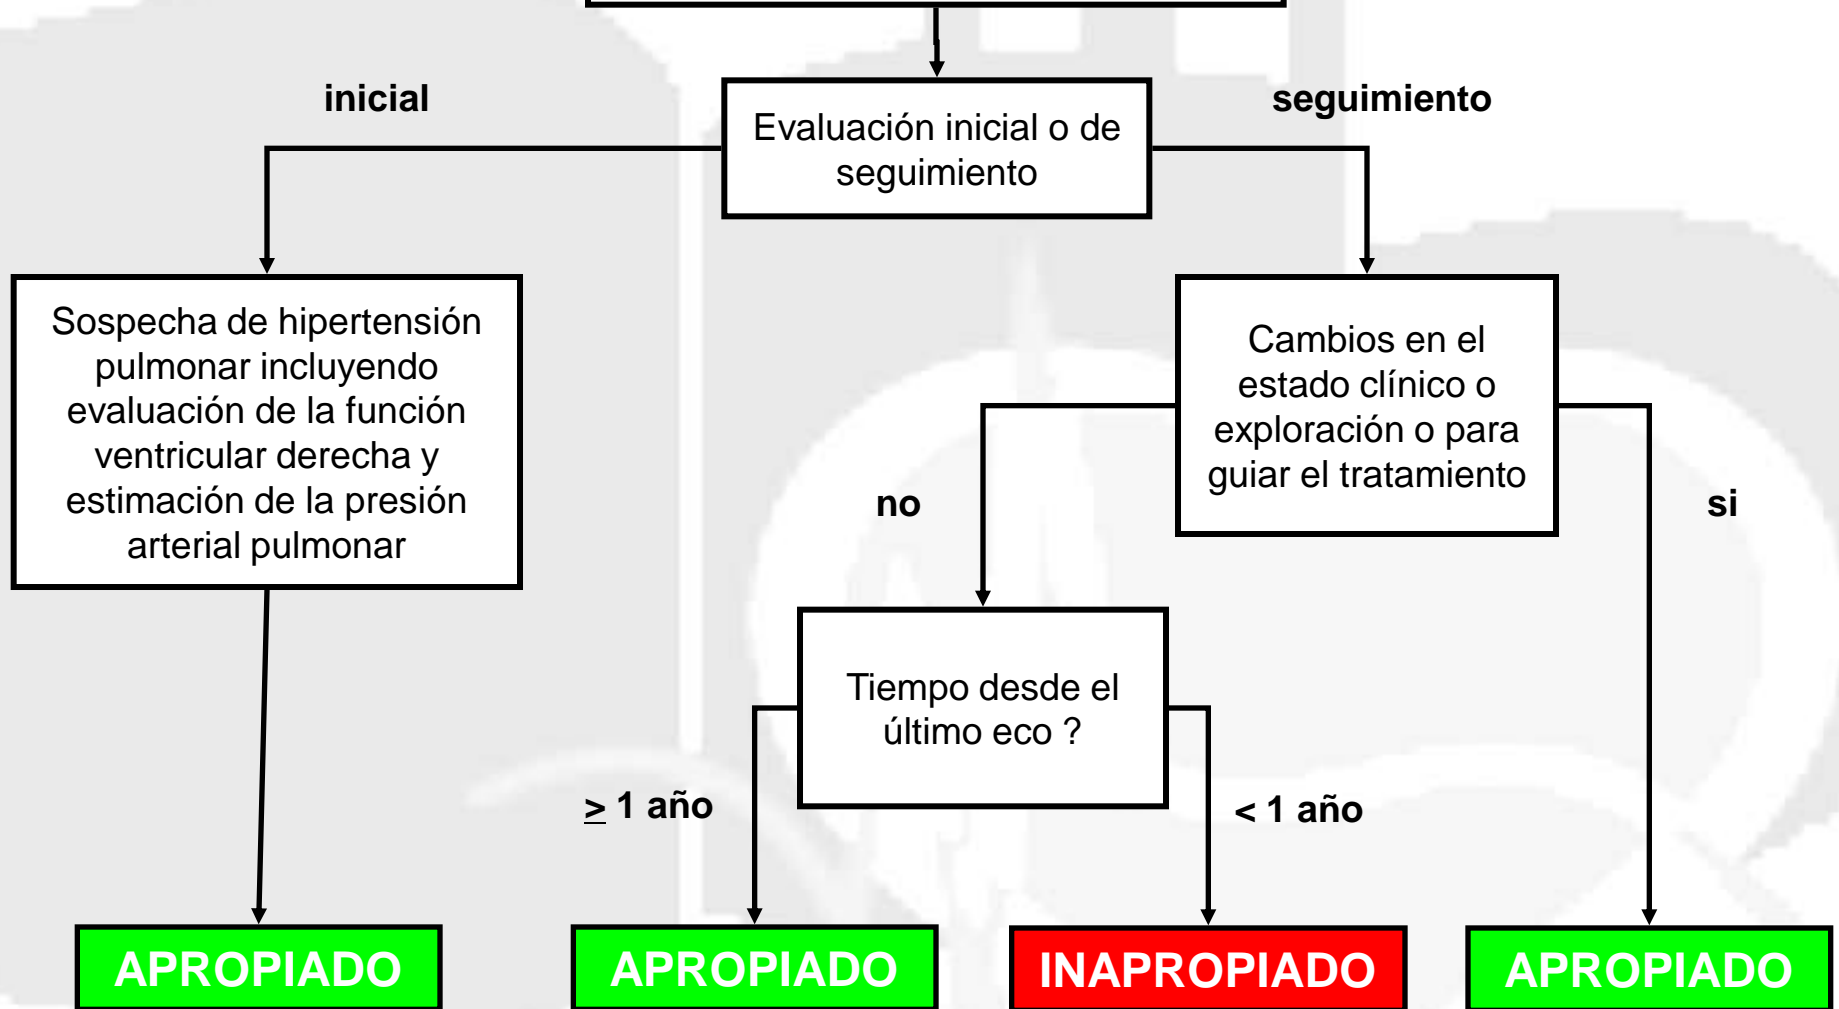 inicial
seguimiento
Evaluación inicial o de
seguimiento
Sospecha de hipertensión
pulmonar incluyendo
evaluación de la función
ventricular derecha y
estimación de la presión
arterial pulmonar
Cambios en el
estado clínico o
exploración o para
guiar el tratamiento
no
si
Tiempo desde el
último eco ?
≥ 1 año
< 1 año
APROPIADO
APROPIADO
INAPROPIADO
APROPIADO